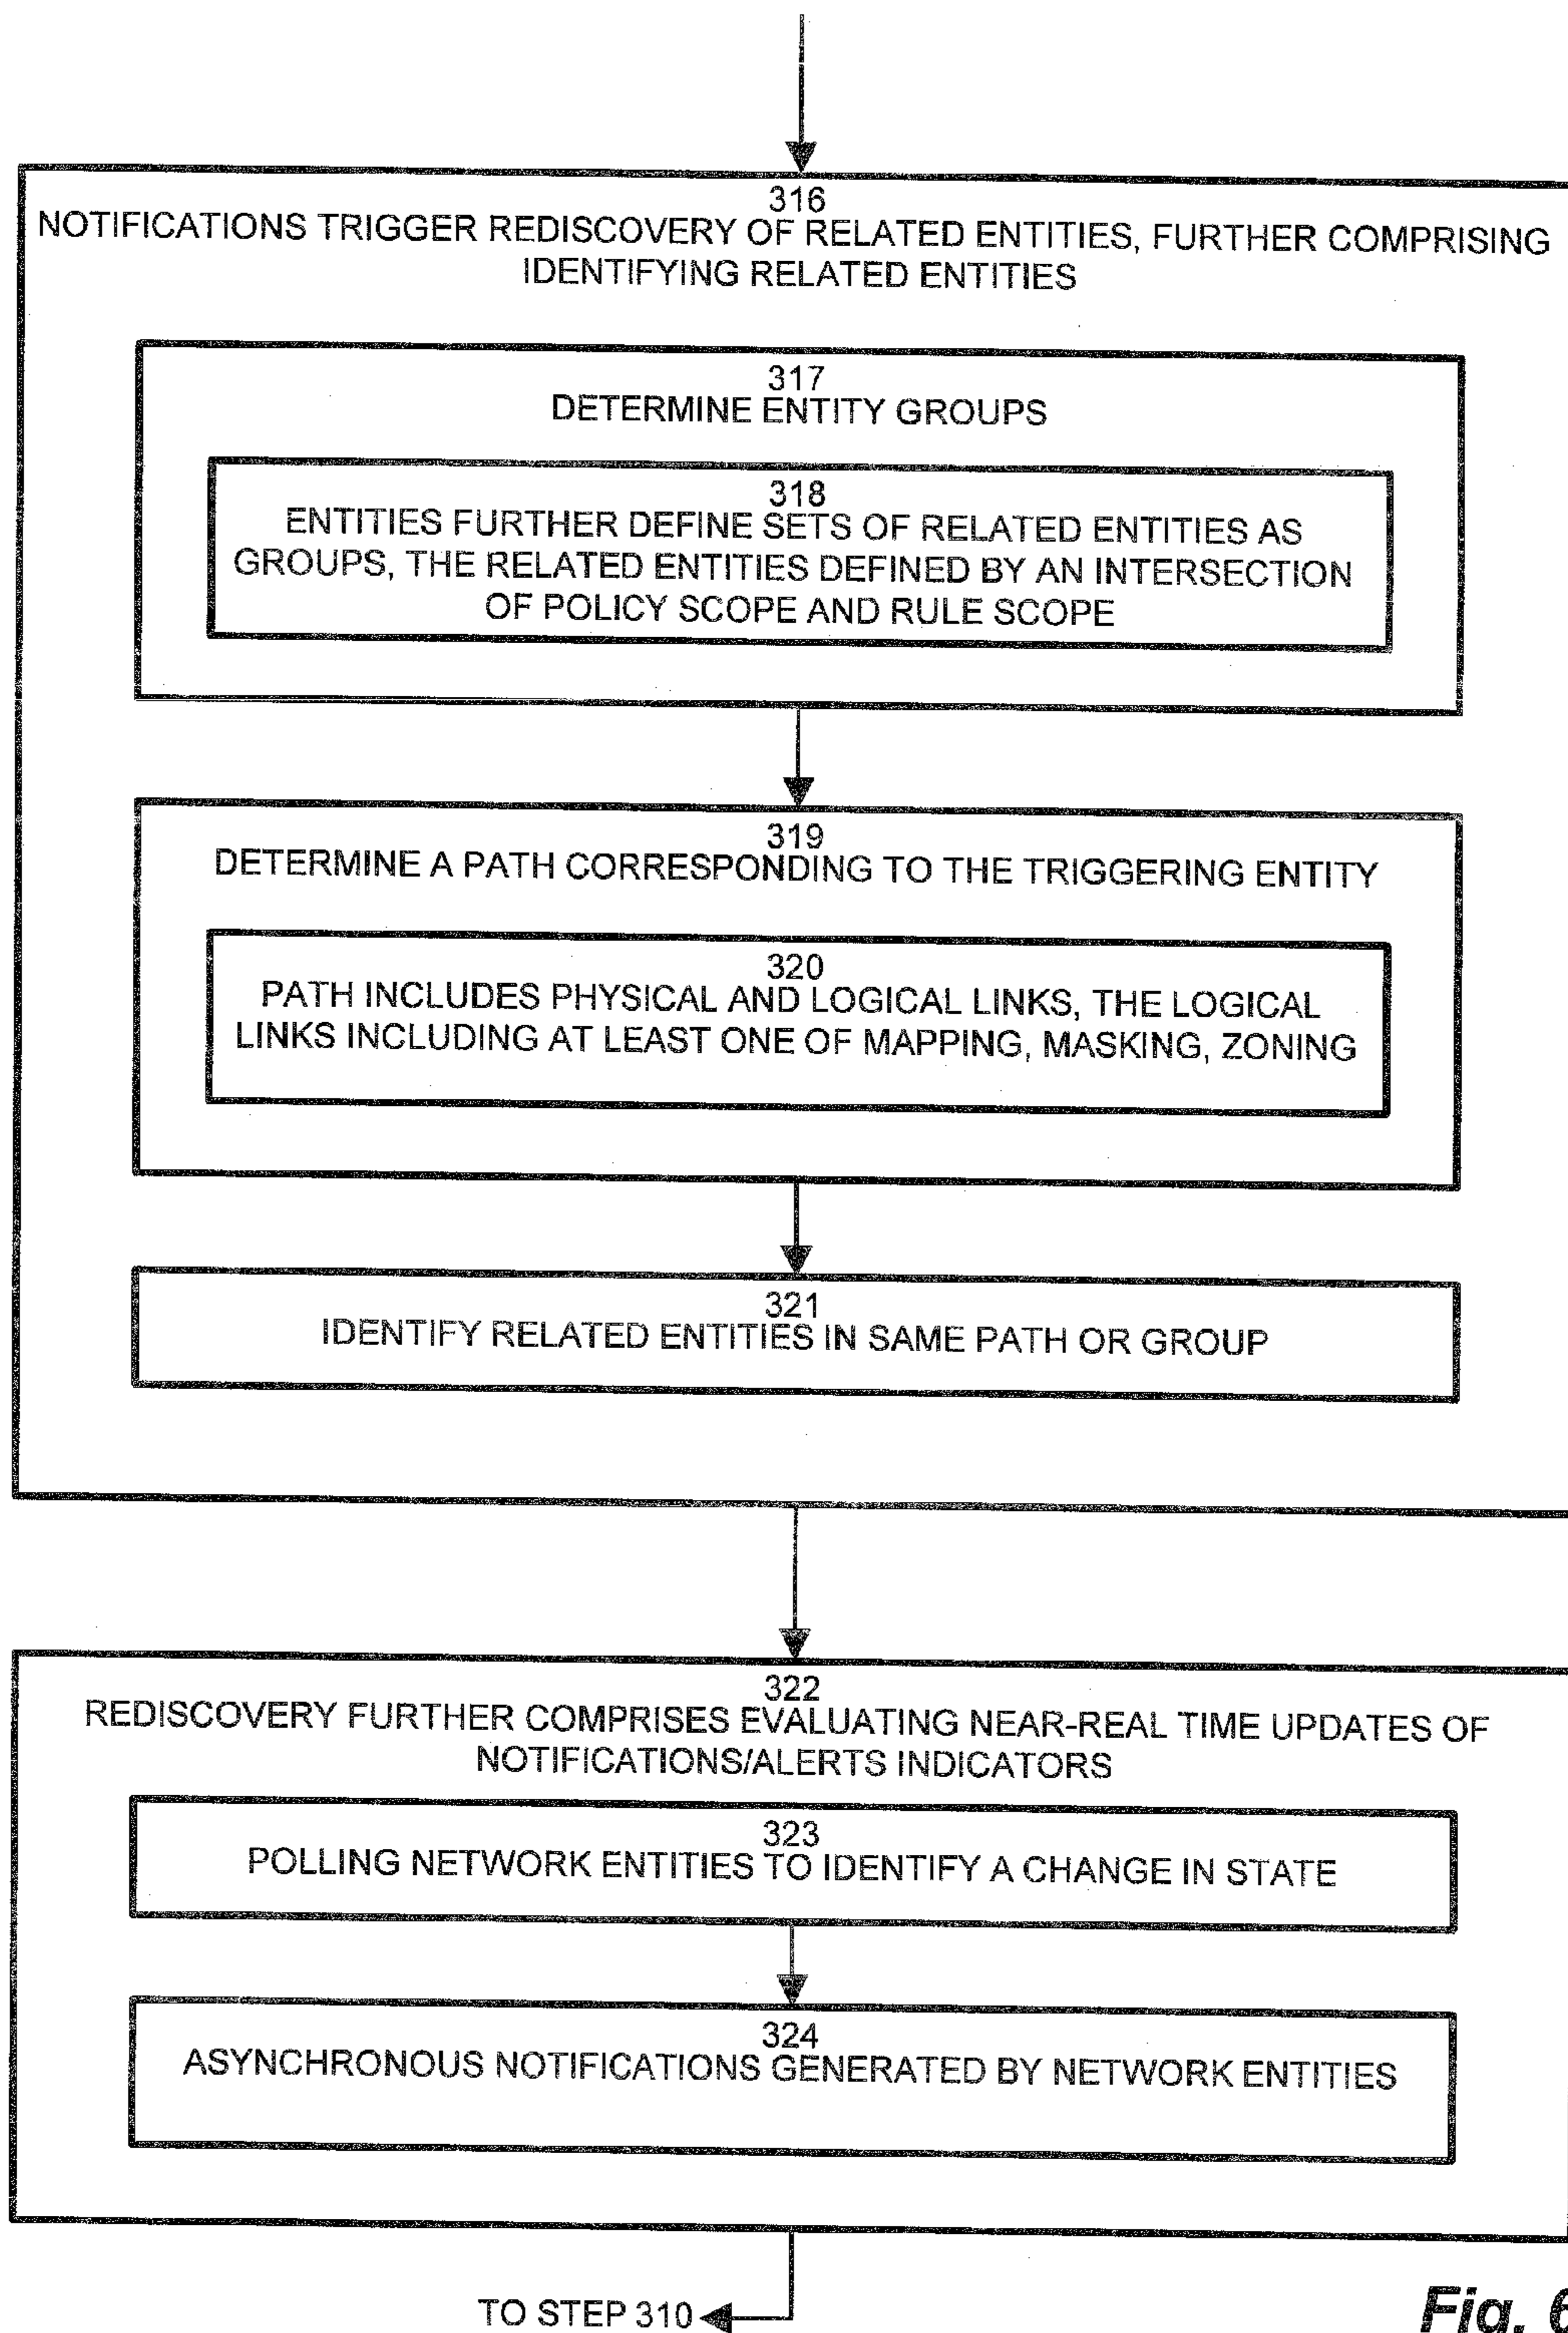 316
NOTIFICATIONS TRIGGER REDISCOVERY OF RELATED ENTITIES, FURTHER COMPRISING
IDENTIFYING RELATED ENTITIES
317
DETERMINE ENTITY GROUPS
318
ENTITIES FURTHER DEFINE SETS OF RELATED ENTITIES AS
GROUPS, THE RELATED ENTITIES DEFINED BY AN INTERSECTION
OF POLICY SCOPE AND RULE SCOPE
319
DETERMINE A PATH CORRESPONDING TO THE TRIGGERING ENTITY
320
PATH INCLUDES PHYSICAL AND LOGICAL LINKS, THE LOGICAL
LINKS INCLUDING AT LEAST ONE OF MAPPING, MASKING, ZONING
321
IDENTIFY RELATED ENTITIES IN SAME PATH OR GROUP
322
REDISCOVERY FURTHER COMPRISES EVALUATING NEAR-REAL TIME UPDATES OF
NOTIFICATIONS/ALERTS INDICATORS
323
POLLING NETWORK ENTITIES TO IDENTIFY A CHANGE IN STATE
324
ASYNCHRONOUS NOTIFICATIONS GENERATED BY NETWORK ENTITIES
TO STEP 310
Fig. 6